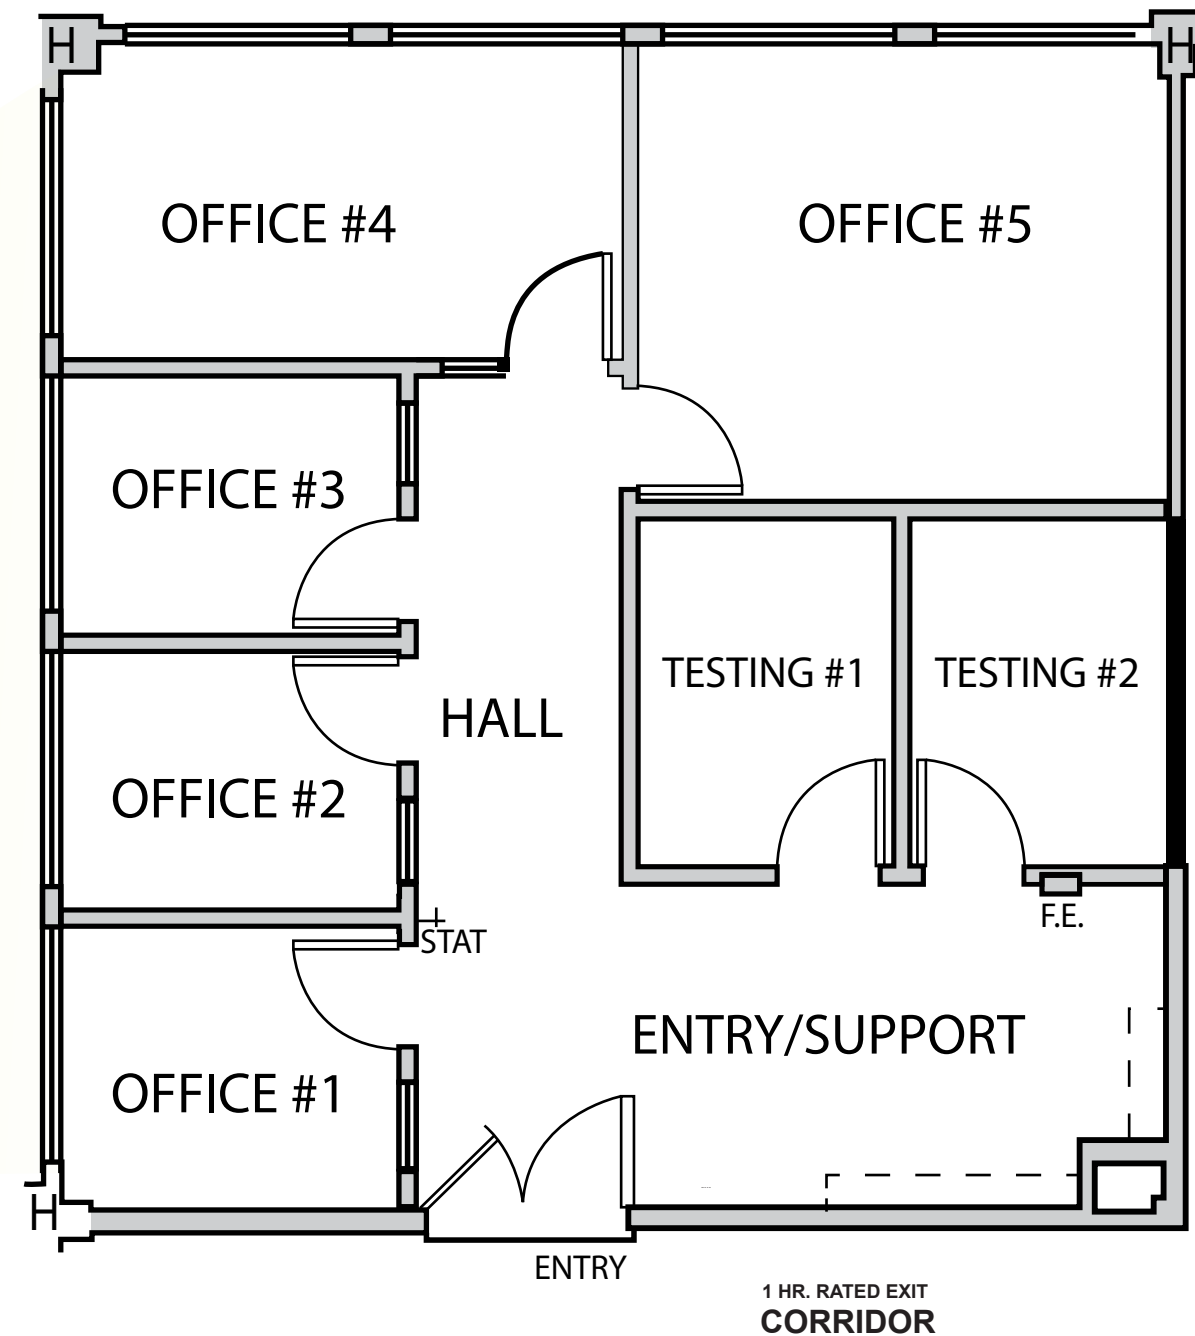 H
H
OFFICE #4
OFFICE #5
OFFICE #3
TESTING #1
TESTING #2
HALL
OFFICE #2
F.E.
STAT
ENTRY/SUPPORT
OFFICE #1
H
ENTRY
1 HR. RATED EXIT
CORRIDOR